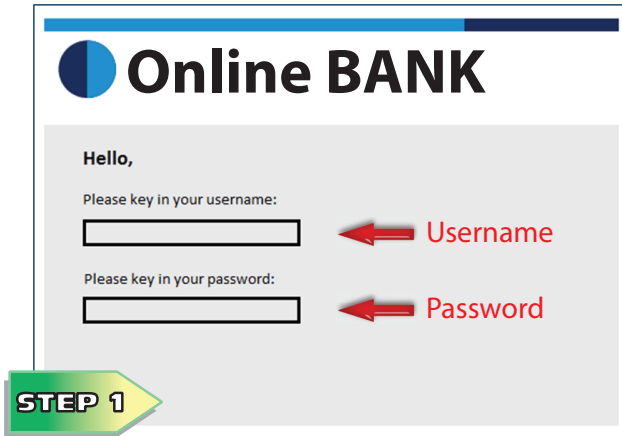 Online BANK
Hello,
Please key in your username:
Username
Please key in your password:
Password
STEP 1